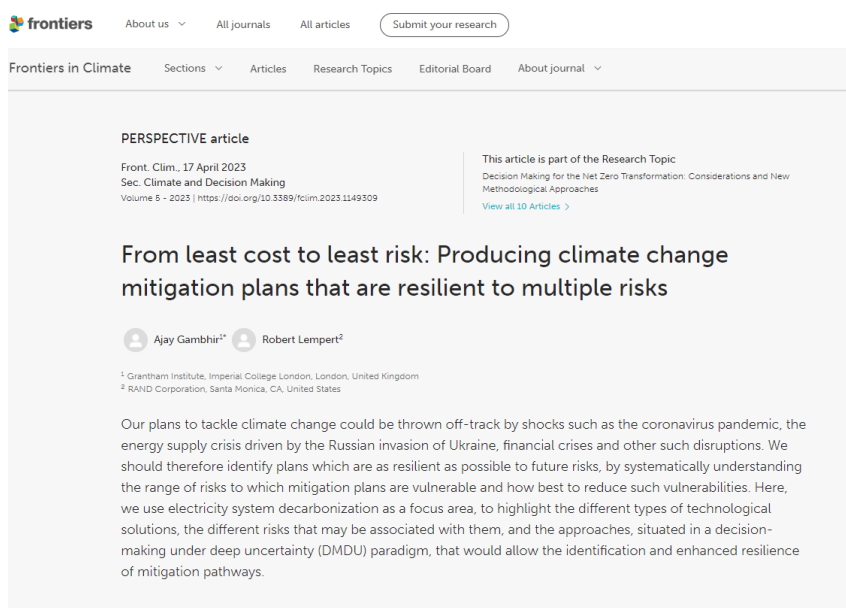 frontiers
About us
All journals
All articles
Submit your research
Frontiers in Climate
Sections
Articles
Research Topics
Editorial Board
About journal
PERSPECTIVE article
Front. Clim., 17 April 2023
Sec. Climate and Decision Making
Volume 5 - 2023 | https://doi.org/10.3389/fclim.2023.1149309
This article is part of the Research Topic
Decision Making for the Net Zero Transformation: Considerations and New
Methodological Approaches
View all 10 Articles >
From least cost to least risk: Producing climate change
mitigation plans that are resilient to multiple risks
Ajay Gambhir¹* Robert Lempert²
¹ Grantham Institute, Imperial College London, London, United Kingdom
² RAND Corporation, Santa Monica, CA, United States
Our plans to tackle climate change could be thrown off-track by shocks such as the coronavirus pandemic, the
energy supply crisis driven by the Russian invasion of Ukraine, financial crises and other such disruptions. We
should therefore identify plans which are as resilient as possible to future risks, by systematically understanding
the range of risks to which mitigation plans are vulnerable and how best to reduce such vulnerabilities. Here,
we use electricity system decarbonization as a focus area, to highlight the different types of technological
solutions, the different risks that may be associated with them, and the approaches, situated in a decision-
making under deep uncertainty (DMDU) paradigm, that would allow the identification and enhanced resilience
of mitigation pathways.